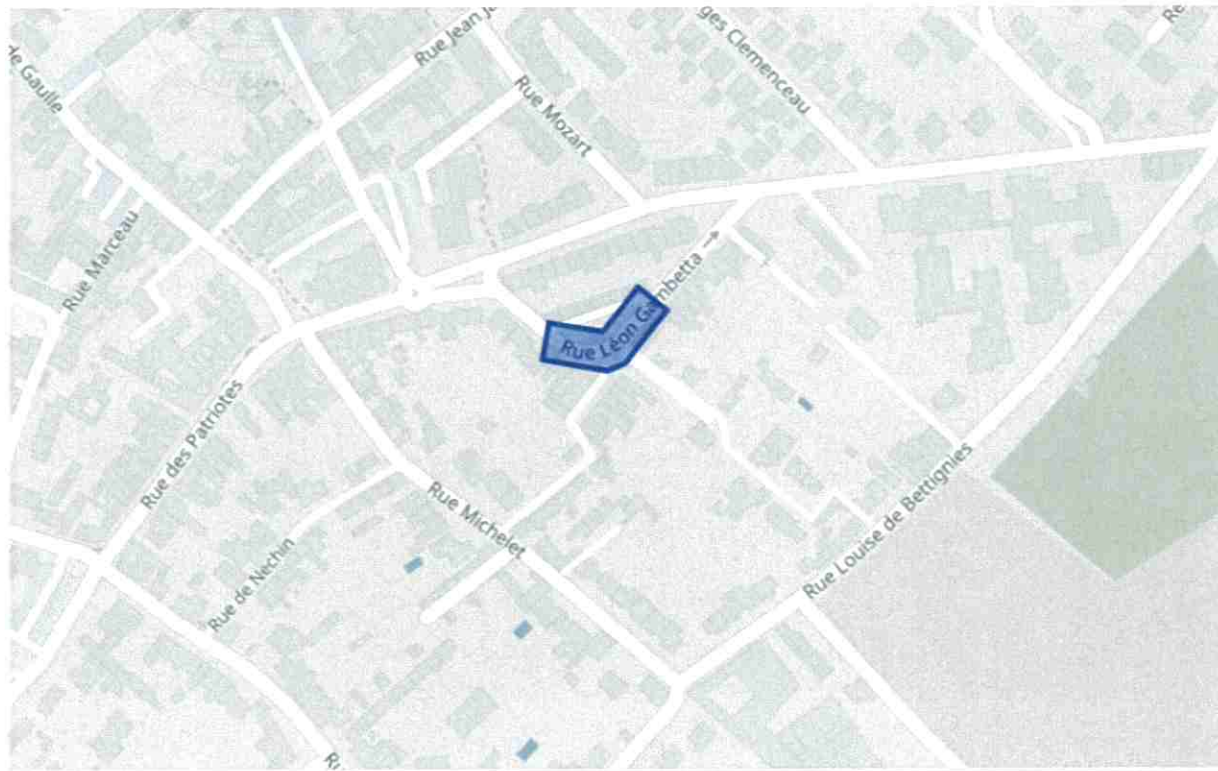 de Gaulle
Rue Jean J
ges Clemenceau
Re
Rue Mozart
Rue Marceau
Rue Léon Gambetta
Rue des Patriotes
Rue Michelet
Rue Louise de Bettignies
Rue de Nechin